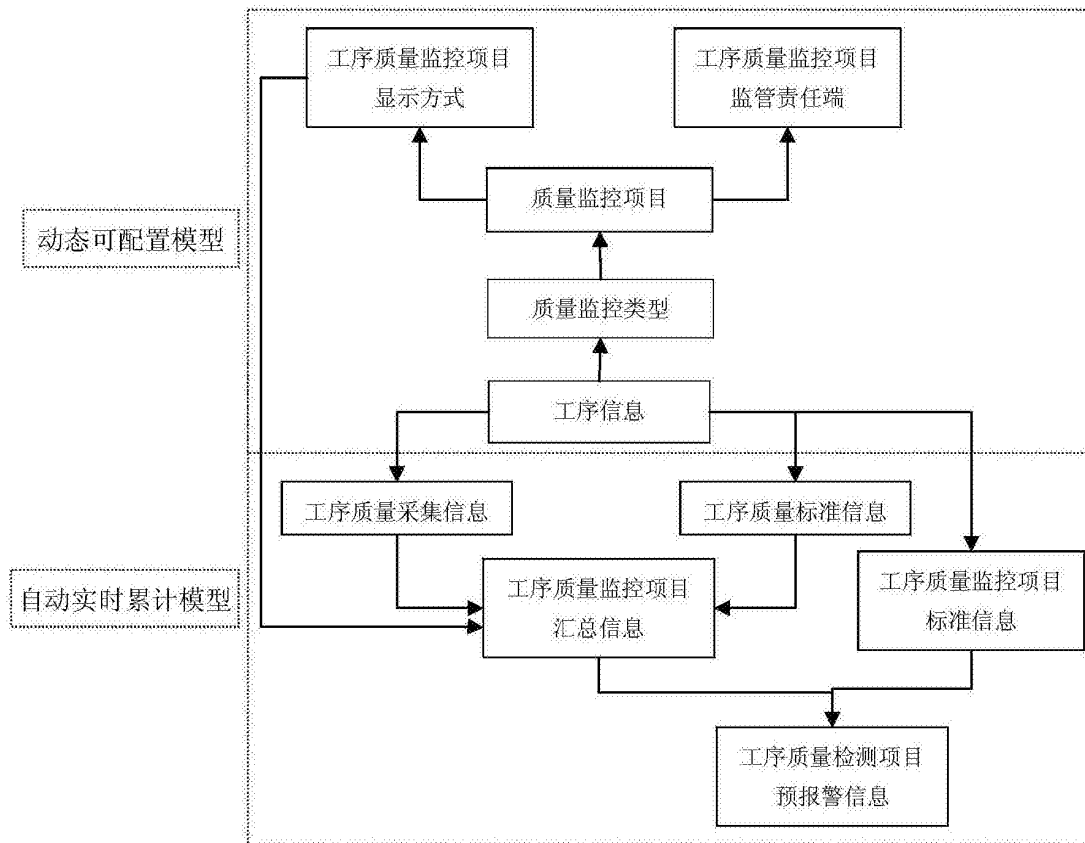 工序质量监控项目
显示方式
工序质量监控项目
监管责任端
质量监控项目
动态可配置模型
质量监控类型
工序信息
工序质量采集信息
工序质量标准信息
自动实时累计模型
工序质量监控项目
汇总信息
工序质量监控项目
标准信息
工序质量检测项目
预报警信息